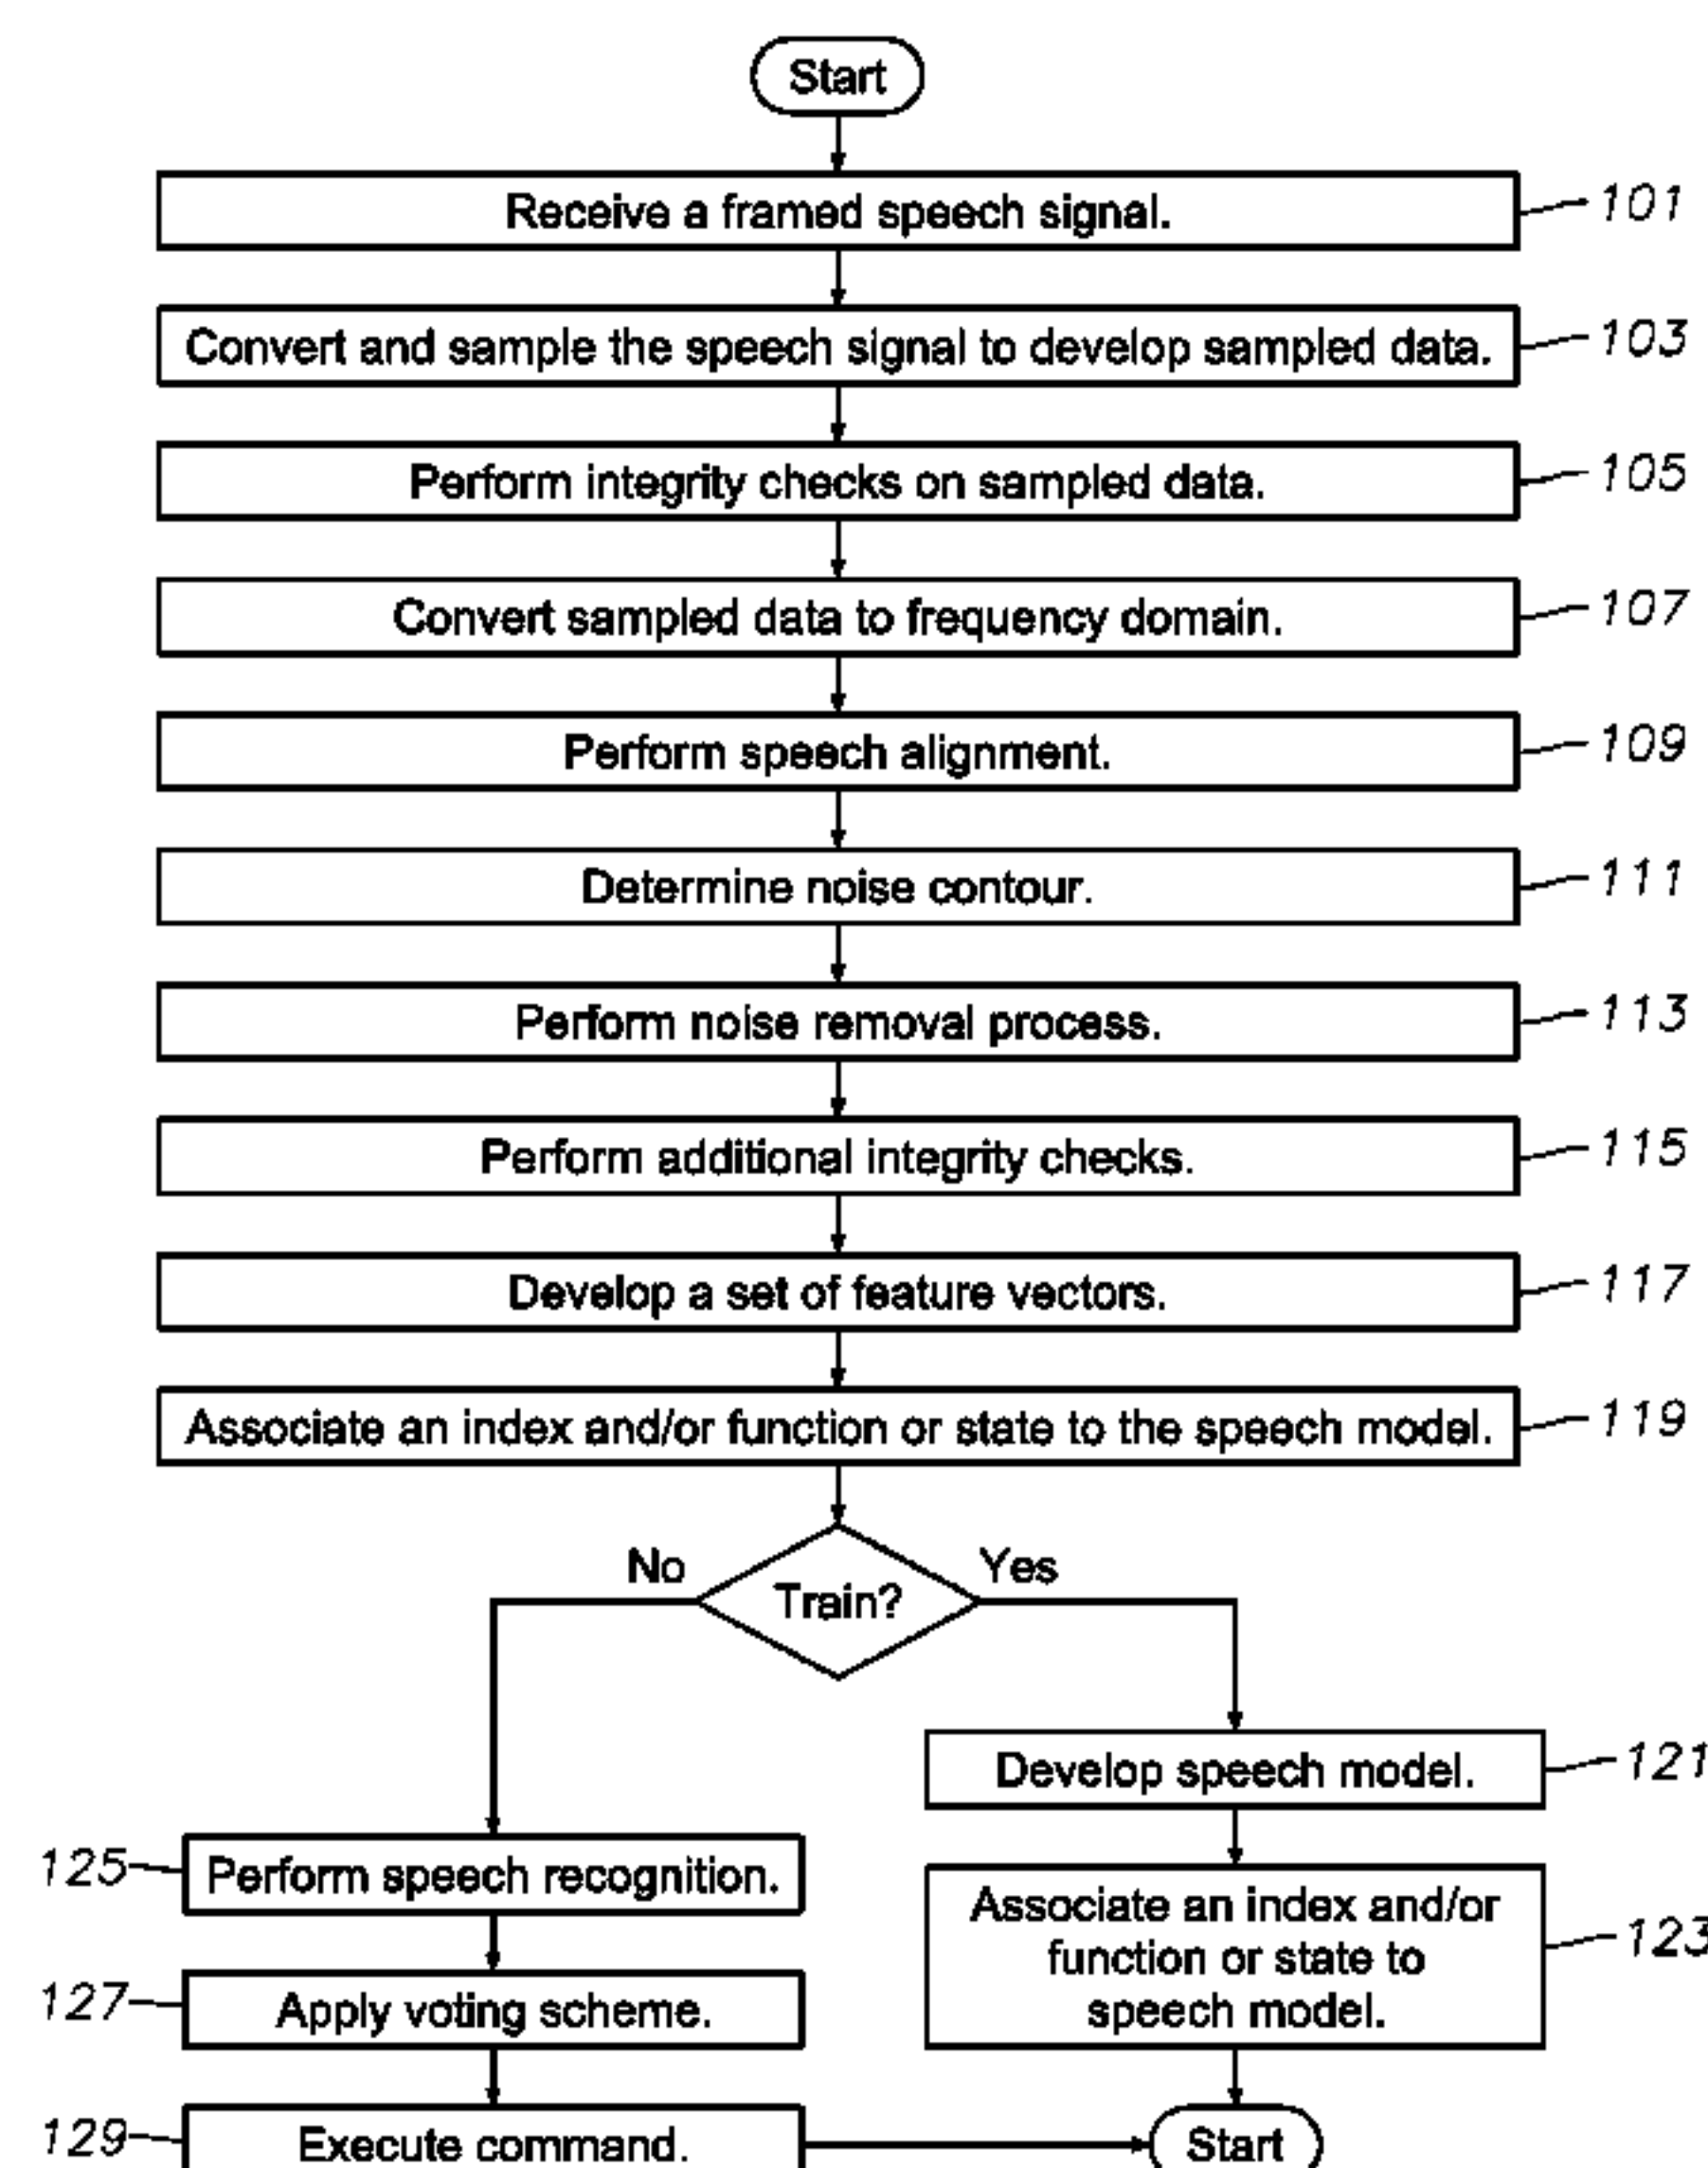 Start
Receive a framed speech signal.
101
Convert and sample the speech signal to develop sampled data.
103
Perform integrity checks on sampled data.
105
Convert sampled data to frequency domain.
107
Perform speech alignment.
109
Determine noise contour.
111
Perform noise removal process.
113
Perform additional integrity checks.
115
Develop a set of feature vectors.
117
Associate an index and/or function or state to the speech model.
119
No
Yes
Train?
Develop speech model.
121
125
Perform speech recognition.
Associate an index and/or
function or state to
speech model.
123
127
Apply voting scheme.
129
Execute command.
Start